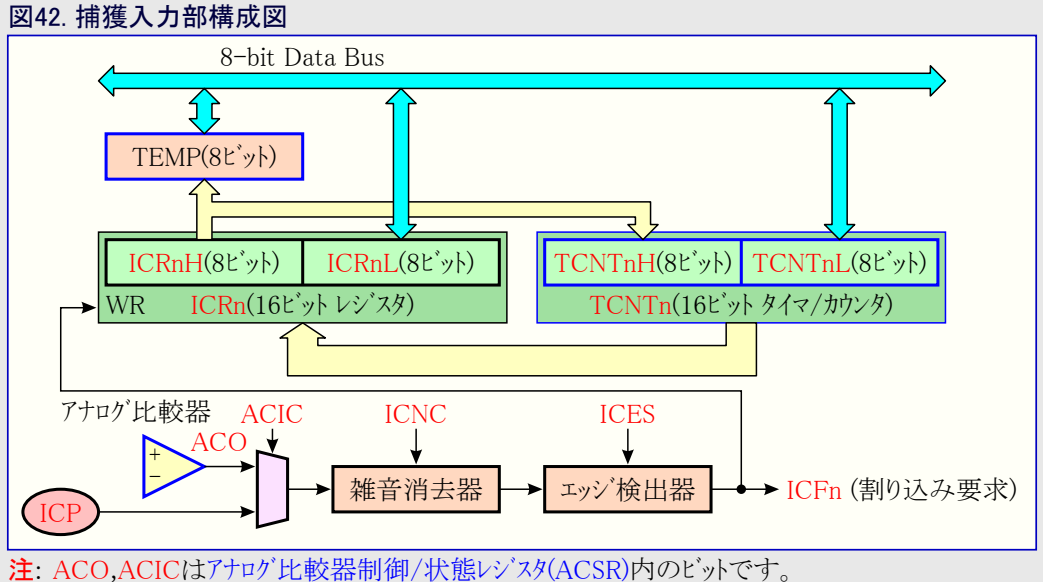 図42. 捕獲入力部構成図
8-bit Data Bus
TEMP(8ﾋﾞｯﾄ)
ICRnH(8ﾋﾞｯﾄ) ICRnL(8ﾋﾞｯﾄ) TCNTnH(8ﾋﾞｯﾄ) TCNTnL(8ﾋﾞｯﾄ)
WR ICRn(16ﾋﾞｯﾄ ﾚｼﾞｽﾀ) TCNTn(16ﾋﾞｯﾄ ﾀｲﾏ/ｶｳﾝﾀ)
ｱﾅﾛｸﾞ比較器 ACIC ICNC ICES
+ ACO
−
雑音消去器 ｴｯｼﾞ検出器 ICFn (割り込み要求)
ICP
注: ACO,ACICはｱﾅﾛｸﾞ比較器制御/状態ﾚｼﾞｽﾀ(ACSR)内のﾋﾞｯﾄです。